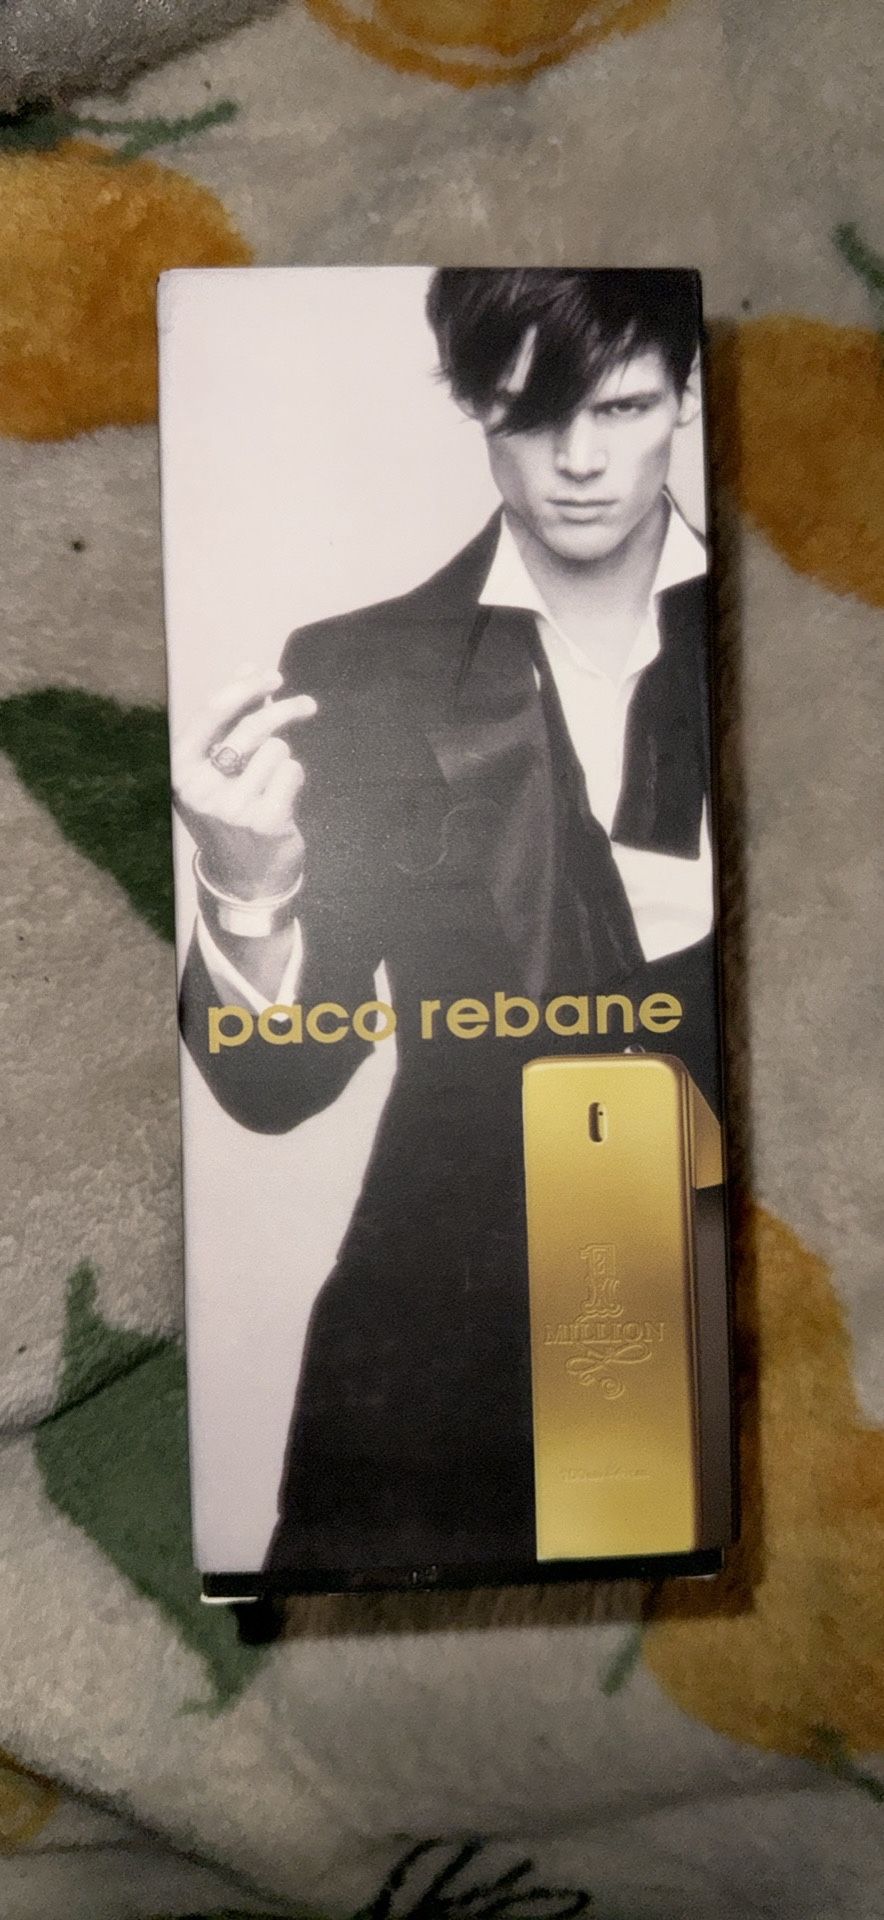 paco rebane
1
MILLION